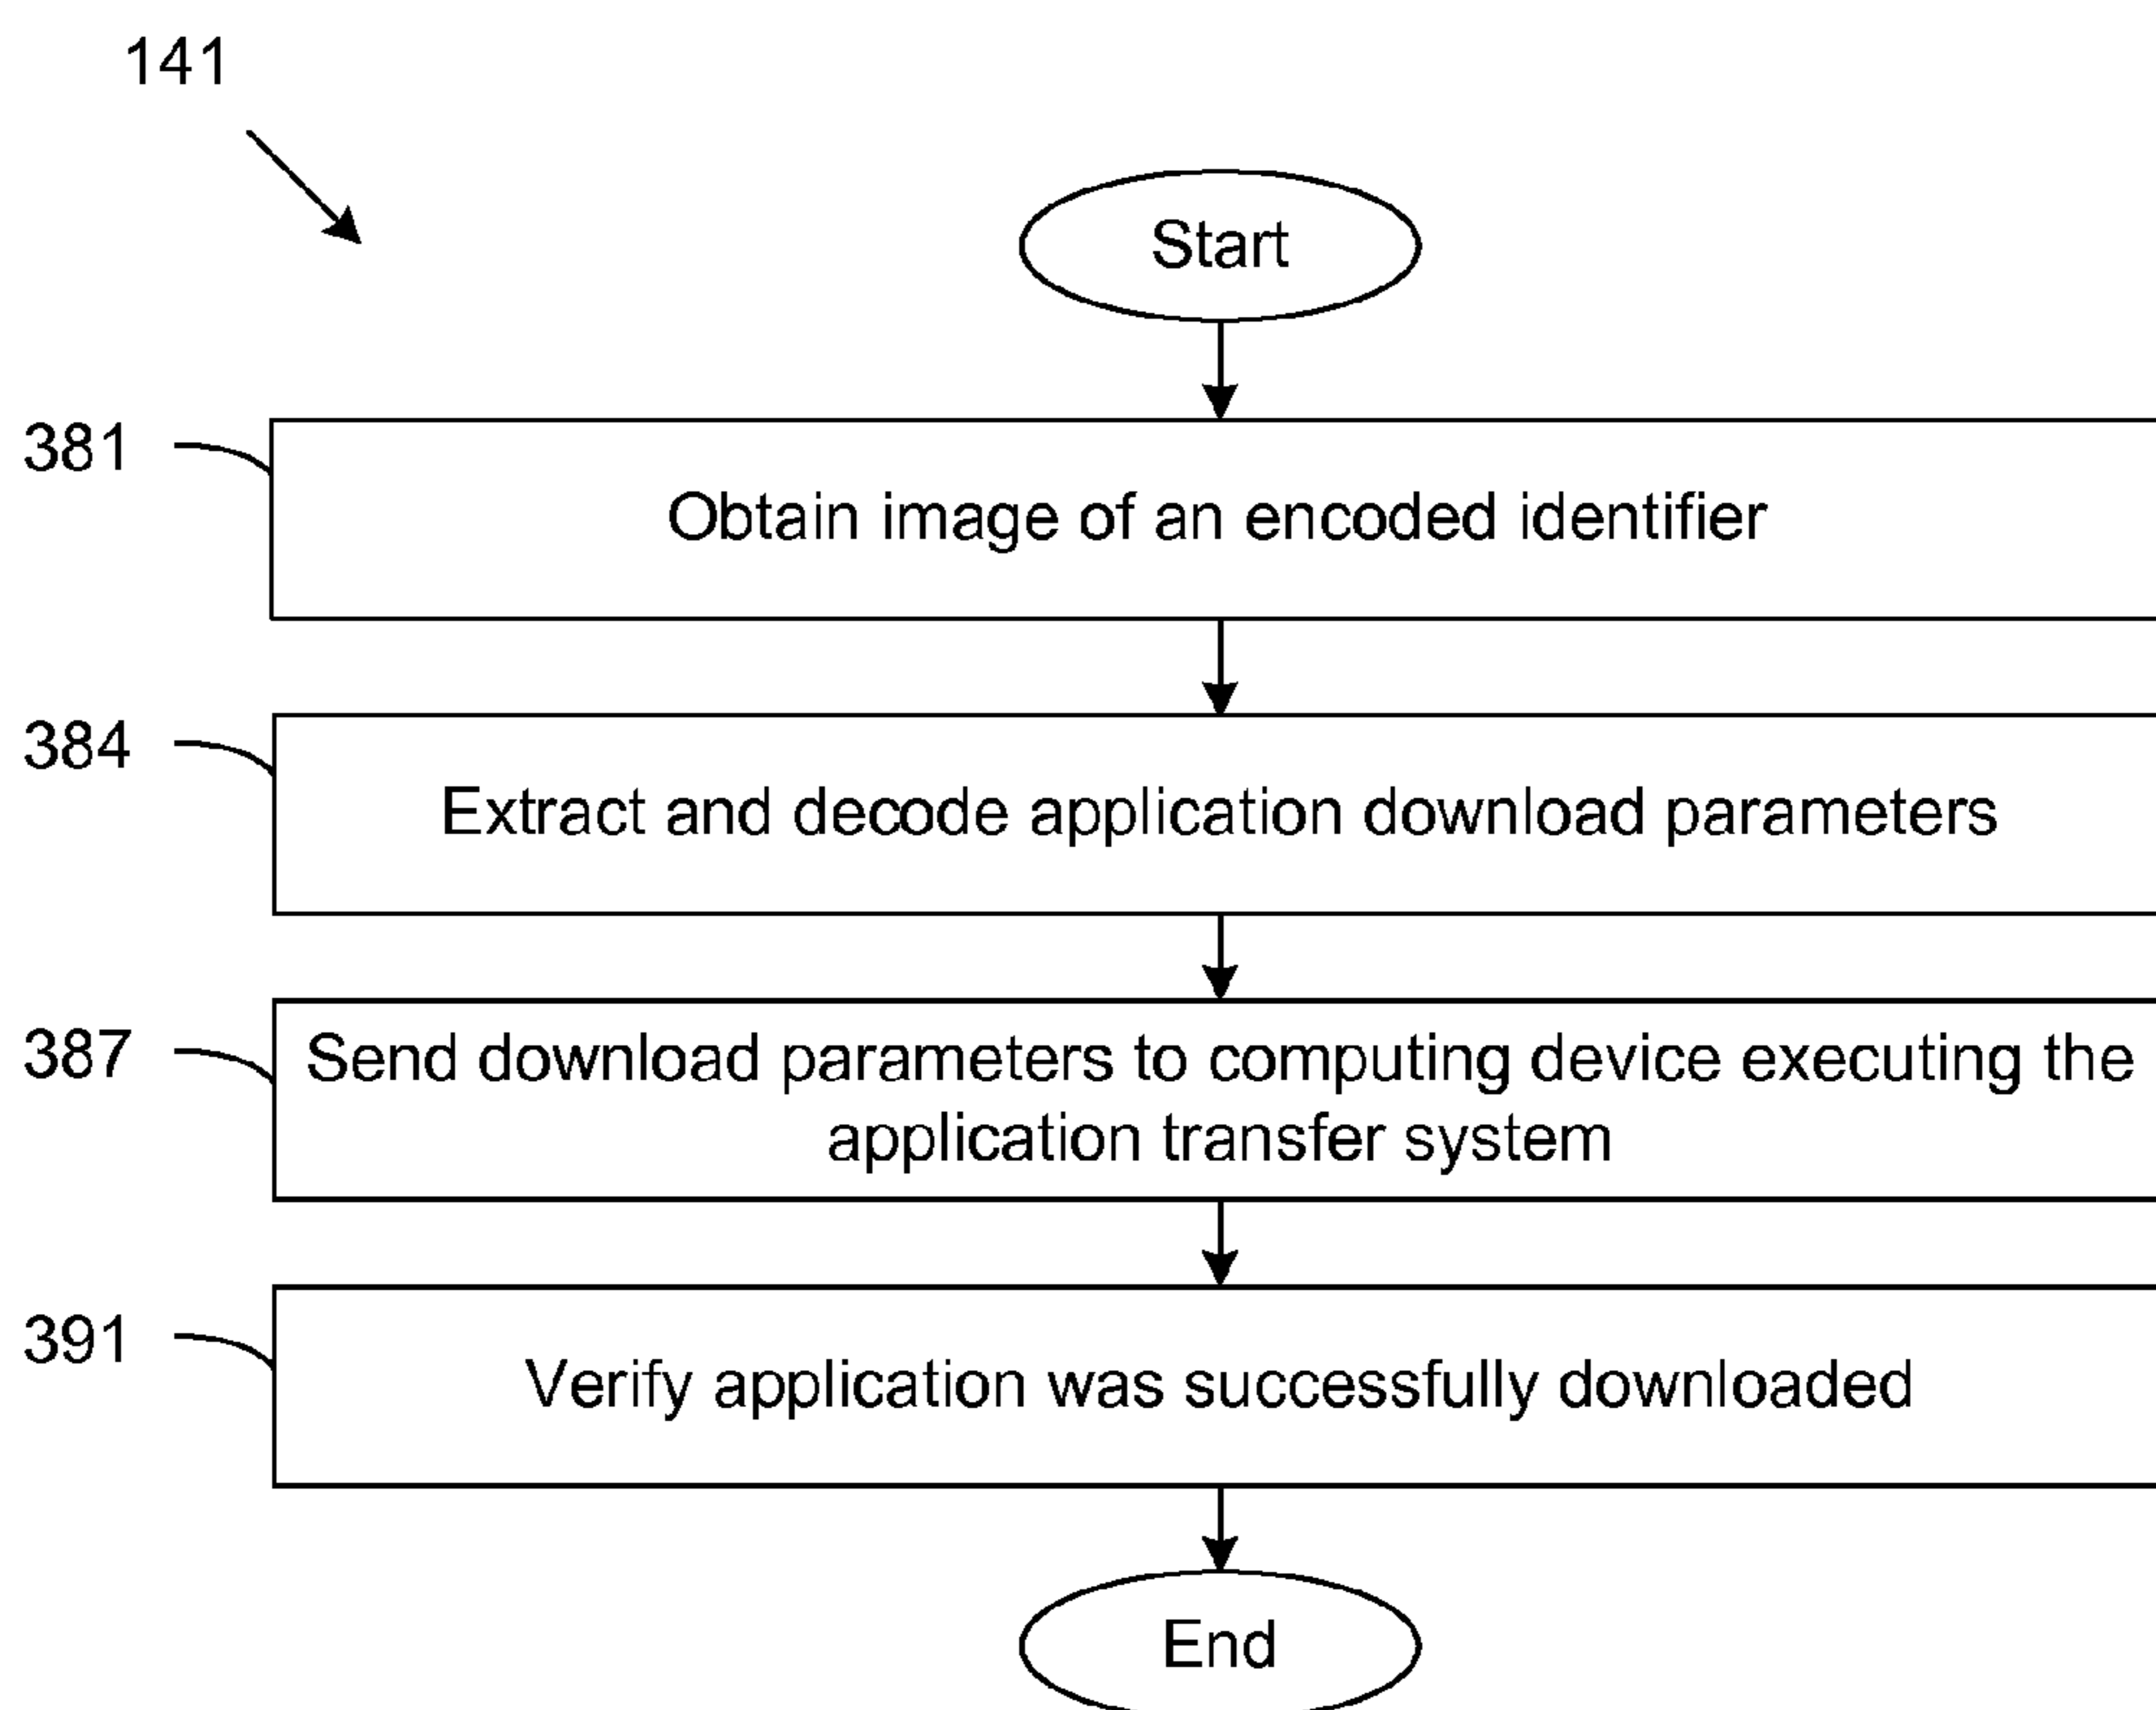 141
Start
381
Obtain image of an encoded identifier
384
Extract and decode application download parameters
387
Send download parameters to computing device executing the
application transfer system
391
Verify application was successfully downloaded
End